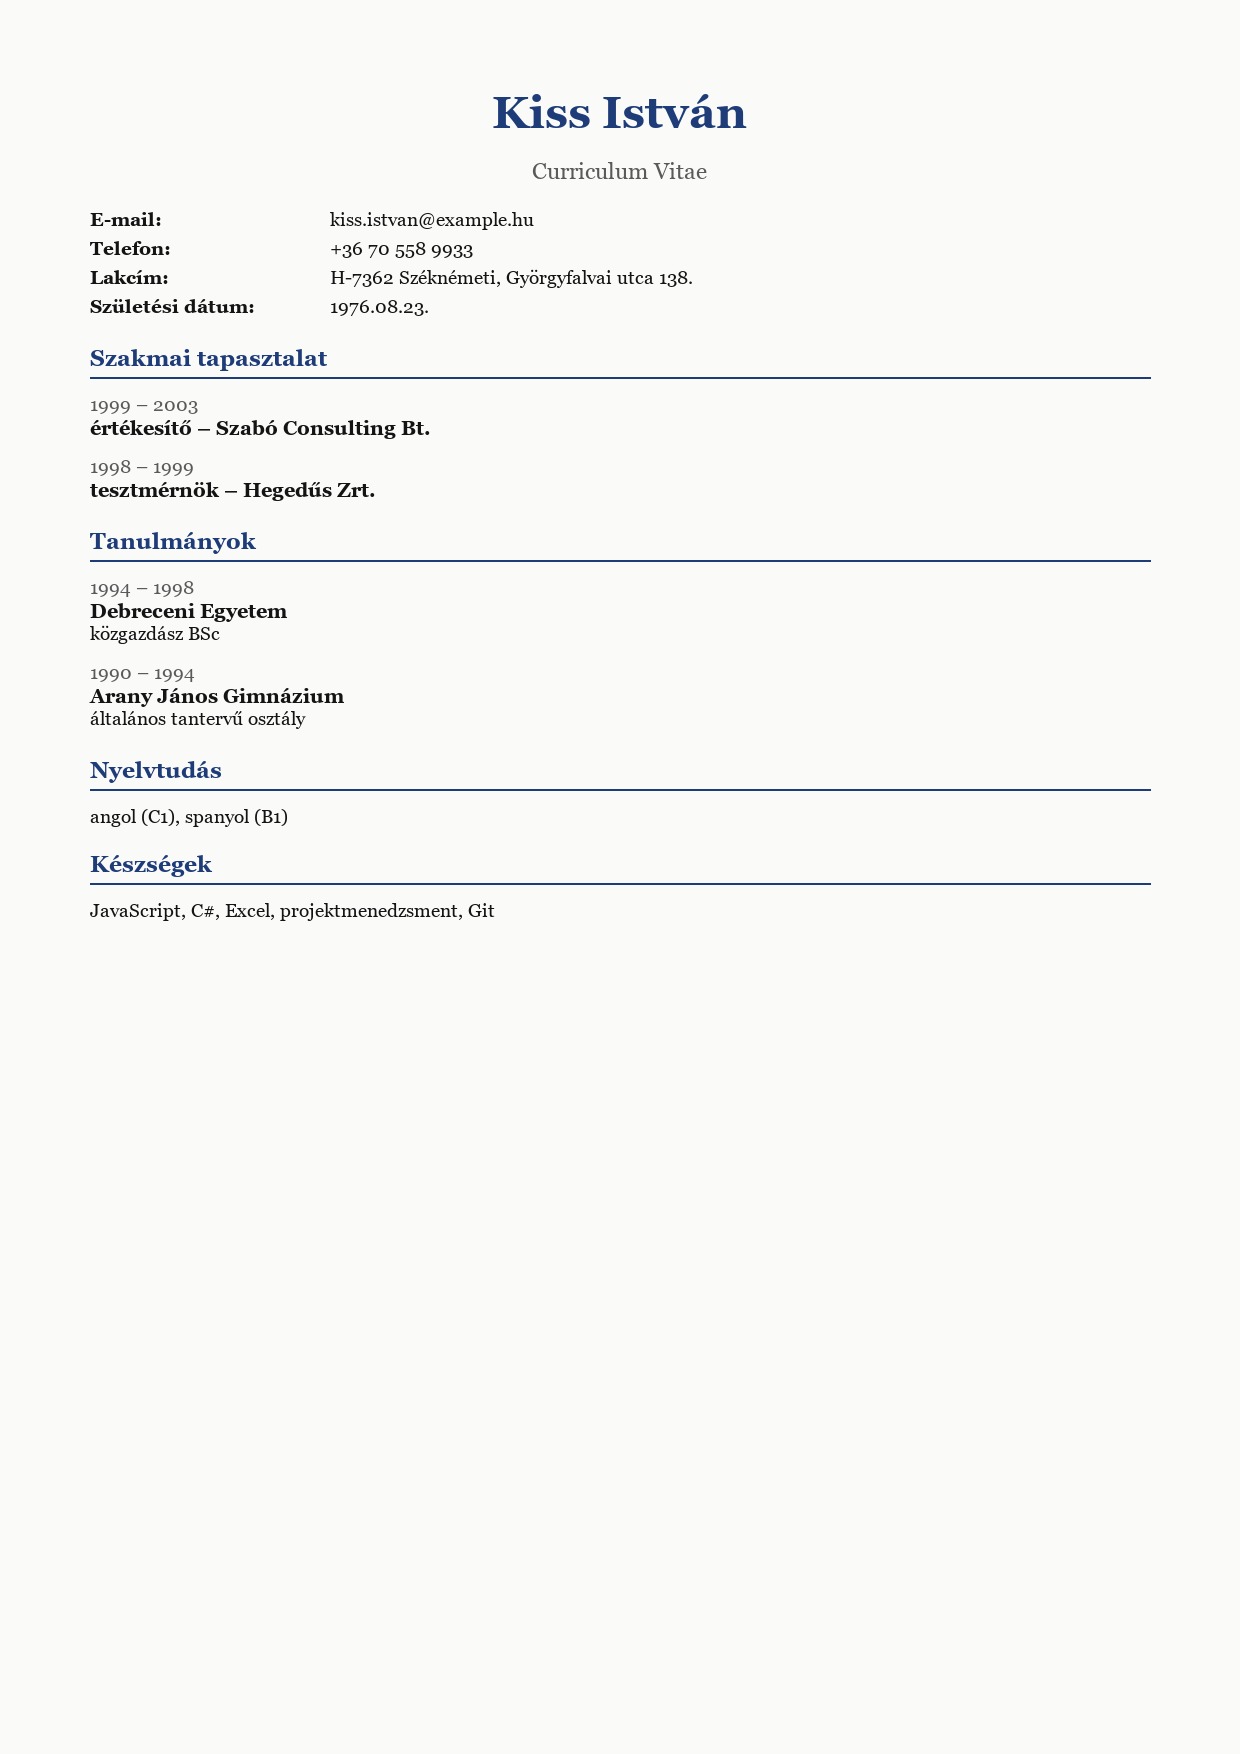 Kiss István
Curriculum Vitae
E-mail: kiss.istvan@example.hu
Telefon: +36 70 558 9933
Lakcím: H-7362 Széknémeti, Györgyfalvai utca 138.
Születési dátum: 1976.08.23.
Szakmai tapasztalat
1999 – 2003
értékesítő – Szabó Consulting Bt.
1998 – 1999
tesztmérnök – Hegedűs Zrt.
Tanulmányok
1994 – 1998
Debreceni Egyetem
közgazdász BSc
1990 – 1994
Arany János Gimnázium
általános tantervű osztály
Nyelvtudás
angol (C1), spanyol (B1)
Készségek
JavaScript, C#, Excel, projektmenedzsment, Git